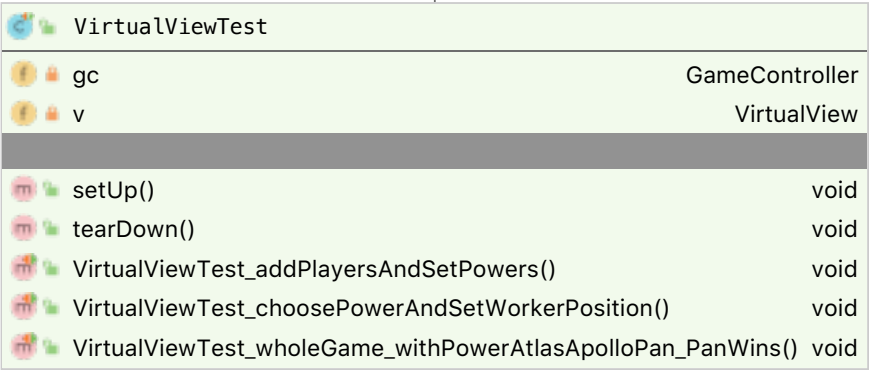 VirtualViewTest
gc GameController
v VirtualView
setUp() void
tearDown() void
VirtualViewTest_addPlayersAndSetPowers() void
VirtualViewTest_choosePowerAndSetWorkerPosition() void
VirtualViewTest_wholeGame_withPowerAtlasApolloPan_PanWins() void